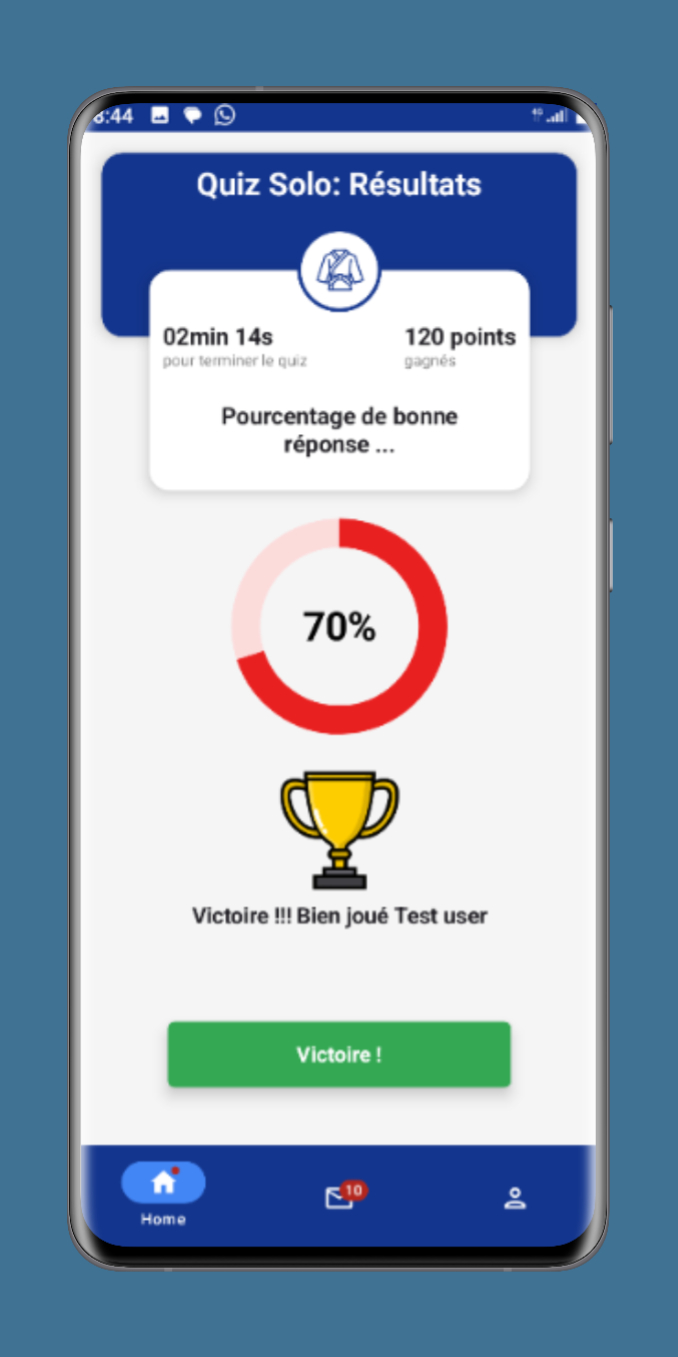 8:44
4G
Quiz Solo: Résultats
02min 14s
120 points
pour terminer le quiz
gagnés
Pourcentage de bonne
réponse ...
70%
Victoire !!! Bien joué Test user
Victoire !
10
Home